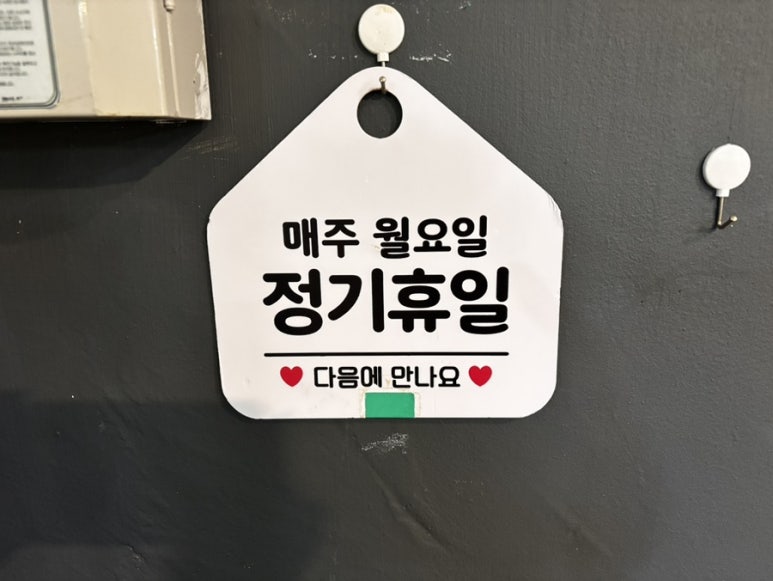 매주 월요일
정기휴일
다음에 만나요